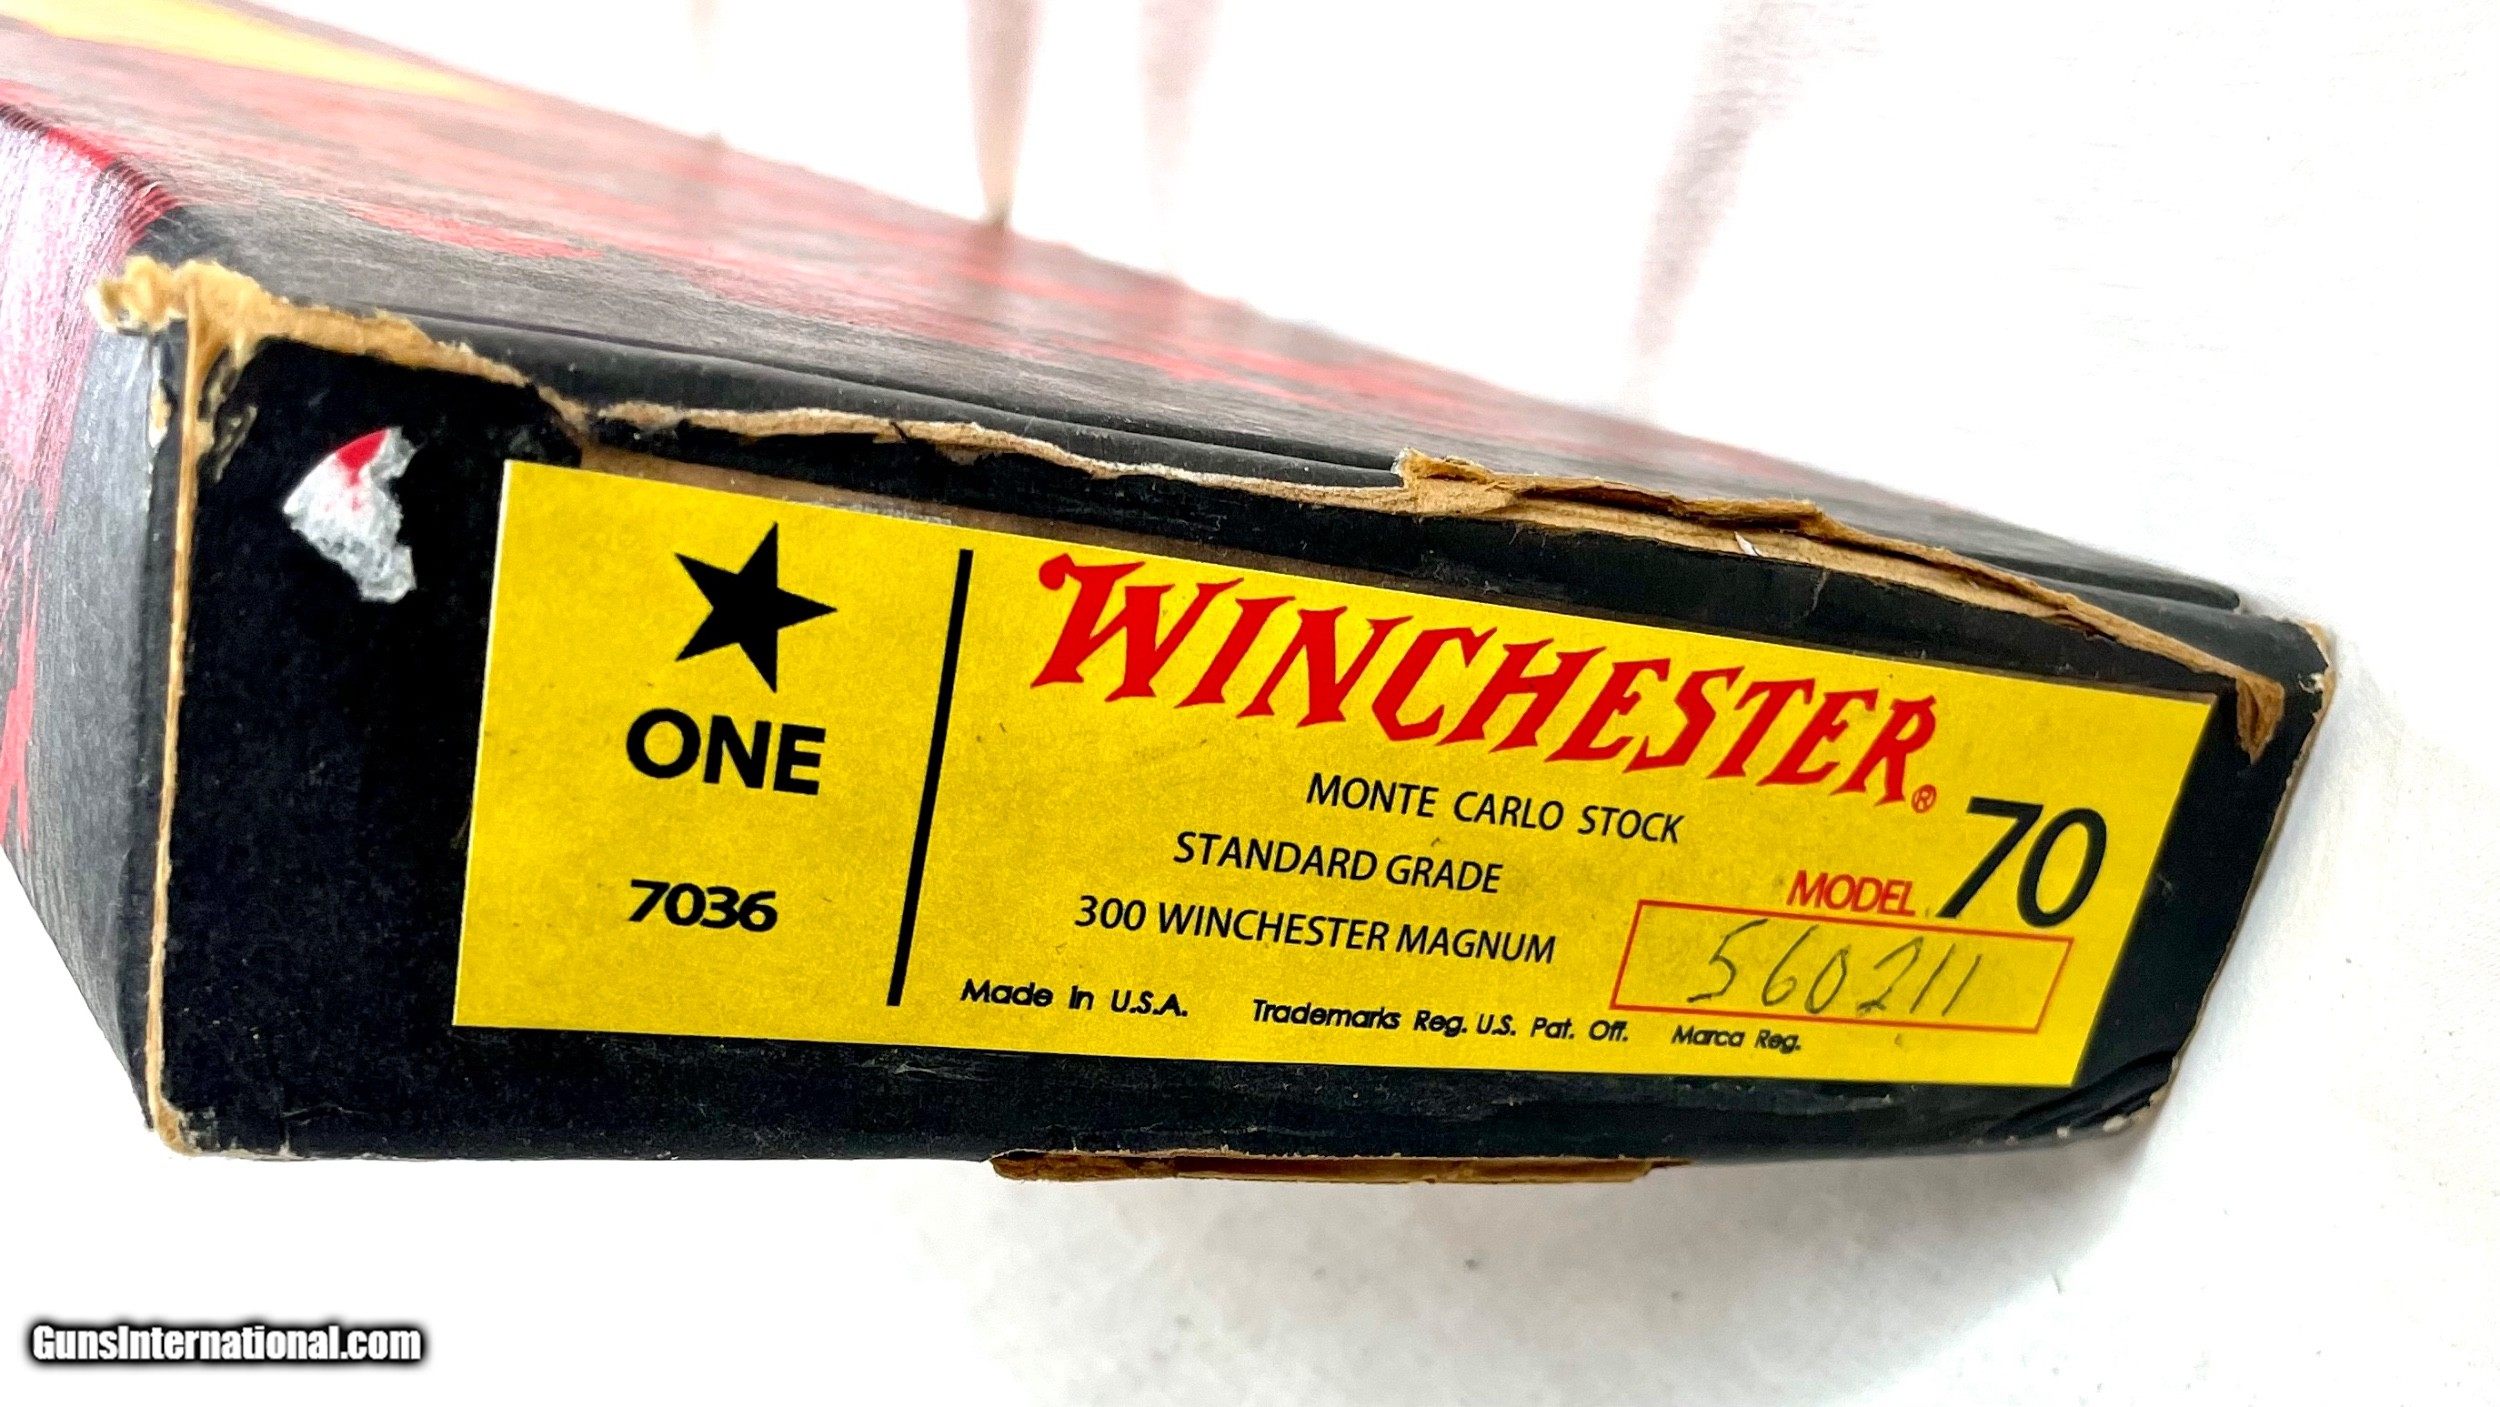 ONE
7036
WINCHESTER®
MONTE CARLO STOCK
STANDARD GRADE
300 WINCHESTER MAGNUM
MODEL 70
560211
Made In U.S.A. Trademarks Reg. U.S. Pat. Off. Marca Reg.
GunsInternational.com